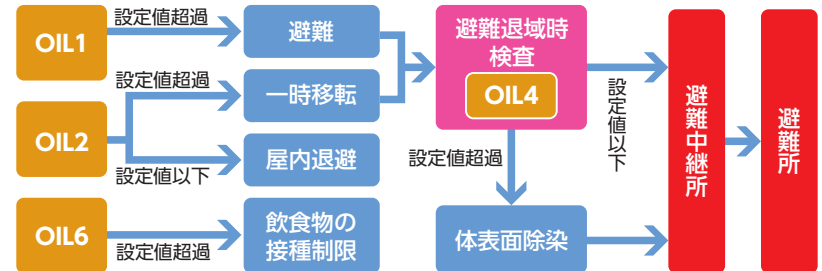 OIL1
設定値超過
避難
OIL2
設定値超過
一時移転
設定値以下
屋内退避
OIL6
設定値超過
飲食物の
接種制限
避難退域時
検査
OIL4
設定値超過
体表面除染
設定値以下
避難中継所
避難所